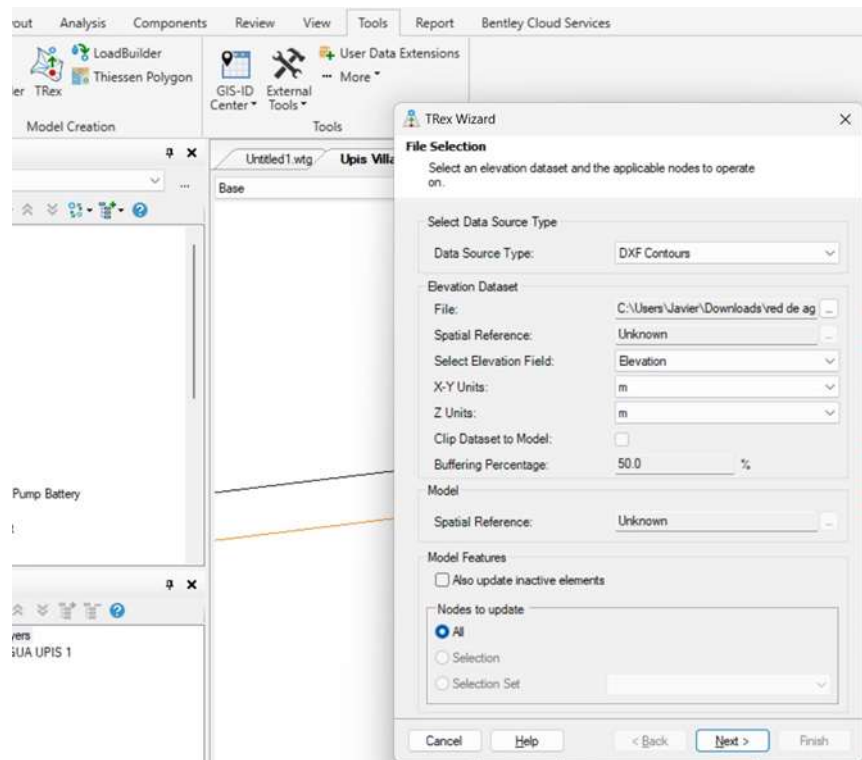 Analysis Components Review View Tools Report Bentley Cloud Services
LoadBuilder
Thiessen Polygon
TRex
Model Creation
GIS-ID
Center
External
Tools
User Data Extensions
More
Tools
Untitled1.wtg
Upis Villa
Base
...
Pump Battery
GUA UPIS 1
TRex Wizard
File Selection
Select an elevation dataset and the applicable nodes to operate
on.
Select Data Source Type
Data Source Type: DXF Contours
Elevation Dataset
File: C:\Users\Javier\Downloads\red de ag ...
Spatial Reference: Unknown ...
Select Elevation Field: Elevation
X-Y Units: m
Z Units: m
Clip Dataset to Model:
Buffering Percentage: 50.0 %
Model
Spatial Reference: Unknown ...
Model Features
Also update inactive elements
Nodes to update
All
Selection
Selection Set
Cancel Help < Back Next > Finish